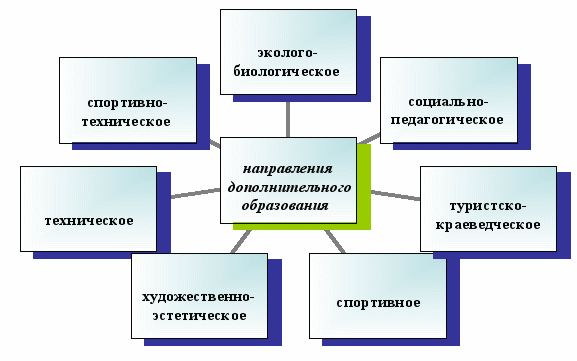 эколого-
биологическое
спортивно-
техническое
социально-
педагогическое
направления
дополнительного
образования
техническое
туристско-
краеведческое
художественно-
эстетическое
спортивное